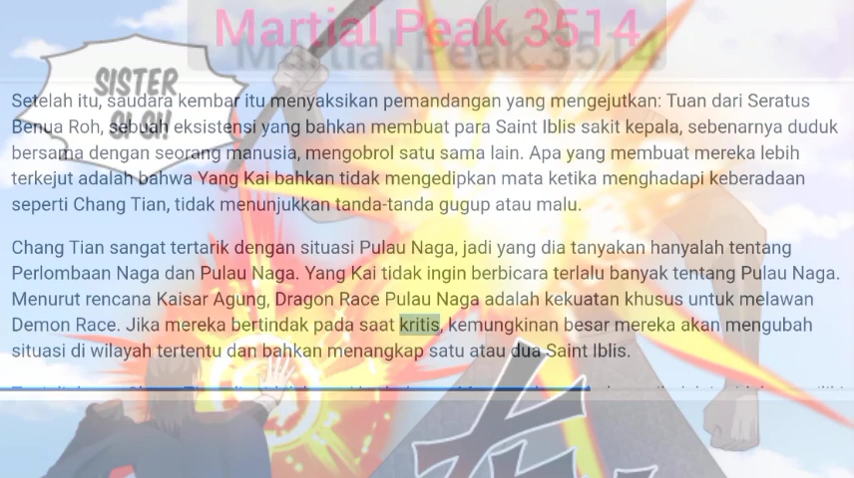 Martial Peak 3514
Martial Peak 3514
SISTER
SI SI!
Setelah itu, saudara kembar itu menyaksikan pemandangan yang mengejutkan: Tuan dari Seratus
Benua Roh, sebuah eksistensi yang bahkan membuat para Saint Iblis sakit kepala, sebenarnya duduk
bersama dengan seorang manusia, mengobrol satu sama lain. Apa yang membuat mereka lebih
terkejut adalah bahwa Yang Kai bahkan tidak mengedipkan mata ketika menghadapi keberadaan
seperti Chang Tian, tidak menunjukkan tanda-tanda gugup atau malu.
Chang Tian sangat tertarik dengan situasi Pulau Naga, jadi yang dia tanyakan hanyalah tentang
Perlombaan Naga dan Pulau Naga. Yang Kai tidak ingin berbicara terlalu banyak tentang Pulau Naga.
Menurut rencana Kaisar Agung, Dragon Race Pulau Naga adalah kekuatan khusus untuk melawan
Demon Race. Jika mereka bertindak pada saat kritis, kemungkinan besar mereka akan mengubah
situasi di wilayah tertentu dan bahkan menangkap satu atau dua Saint Iblis.